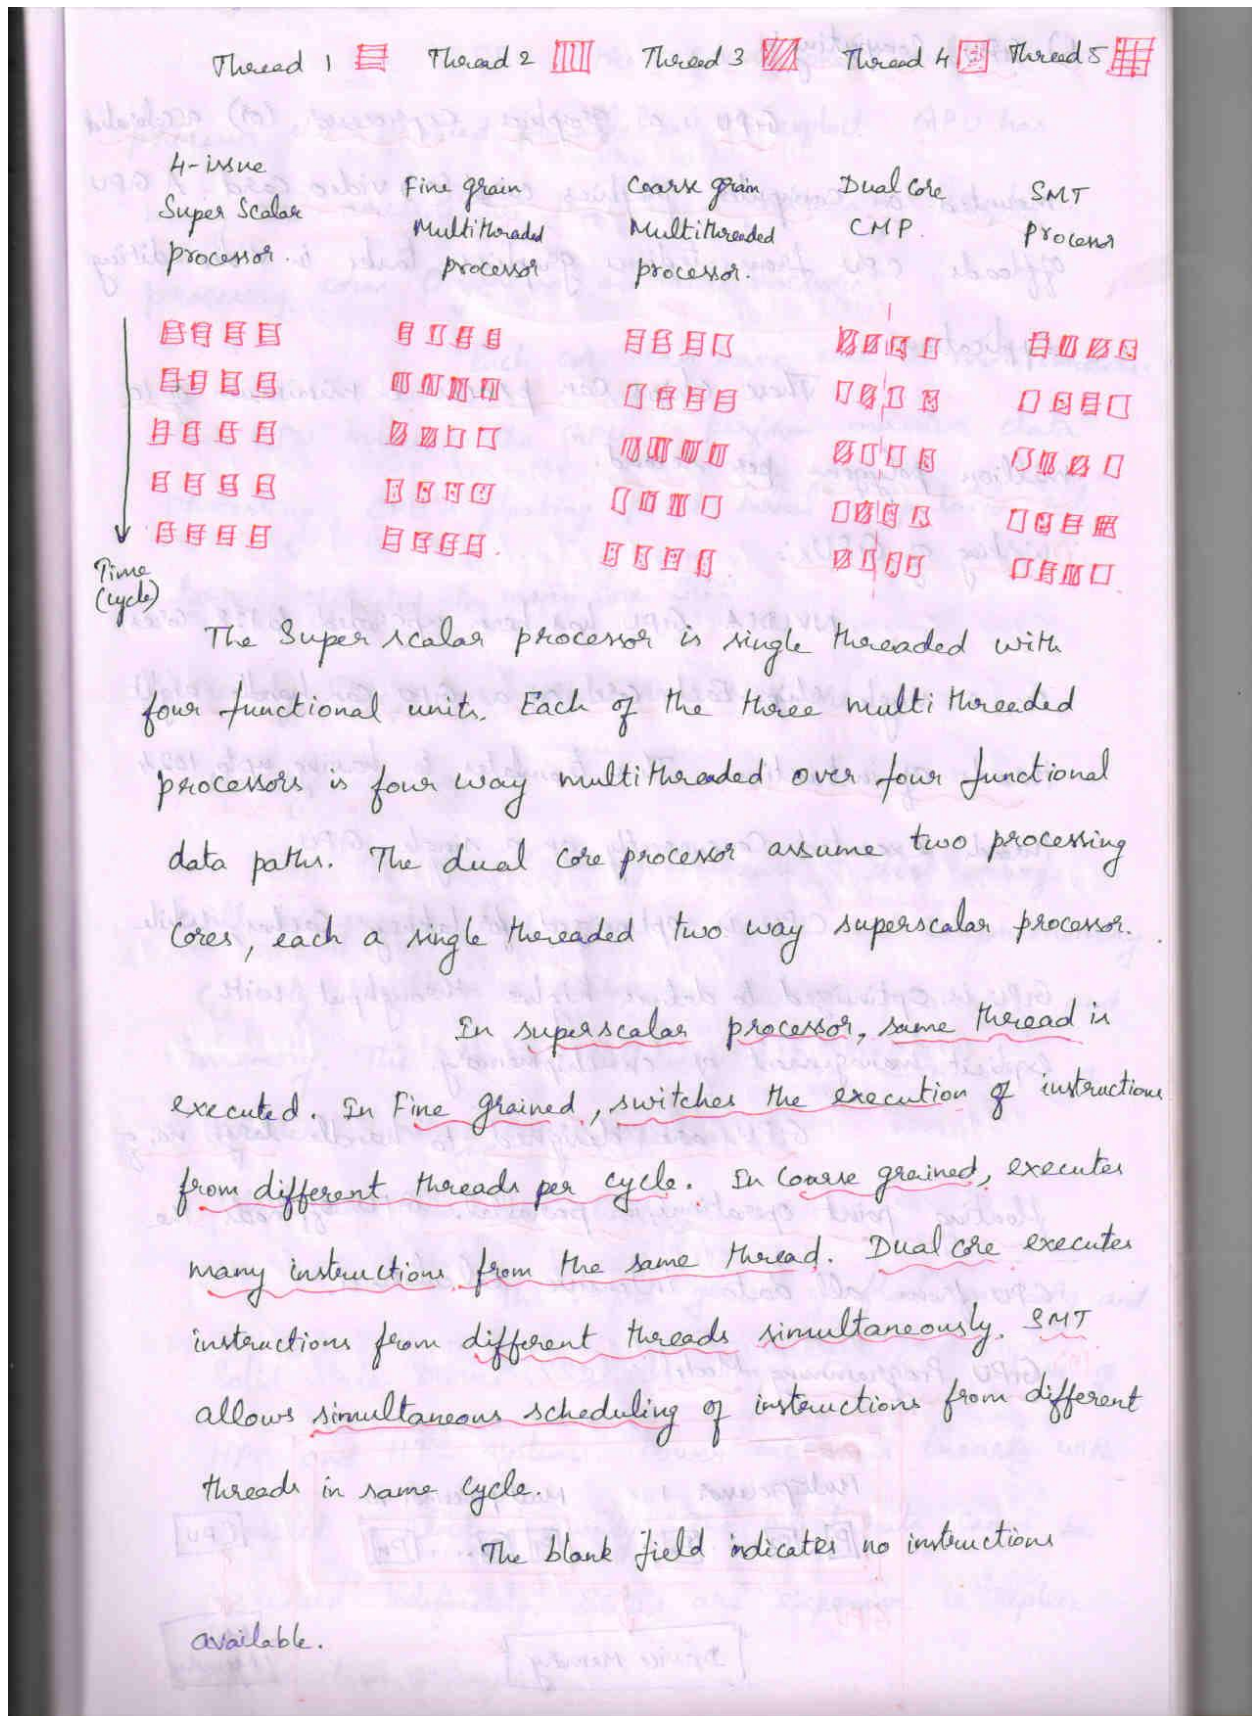 Thread 1 Thread 2 Thread 3 Thread 4 Thread 5
4-issue
Super Scalar
processor.
Fine grain
Multithraded
processor
Coarse grain
Multithreaded
processor.
Dual Core
CMP.
SMT
Processor
Time
(cycle)
The Super scalar processor is single threaded with
four functional units. Each of the three multi threaded
processors is four way multithreaded over four functional
data paths. The dual core processor assume two processing
cores, each a single threaded two way superscalar processor.
In superscalar processor, same thread is
executed. In Fine grained, switches the execution of instructions
from different threads per cycle. In Coarse grained, executes
many instructions from the same thread. Dual core executes
instructions from different threads simultaneously. SMT
allows simultaneous scheduling of instructions from different
threads in same cycle.
The blank field indicates no instructions
available.